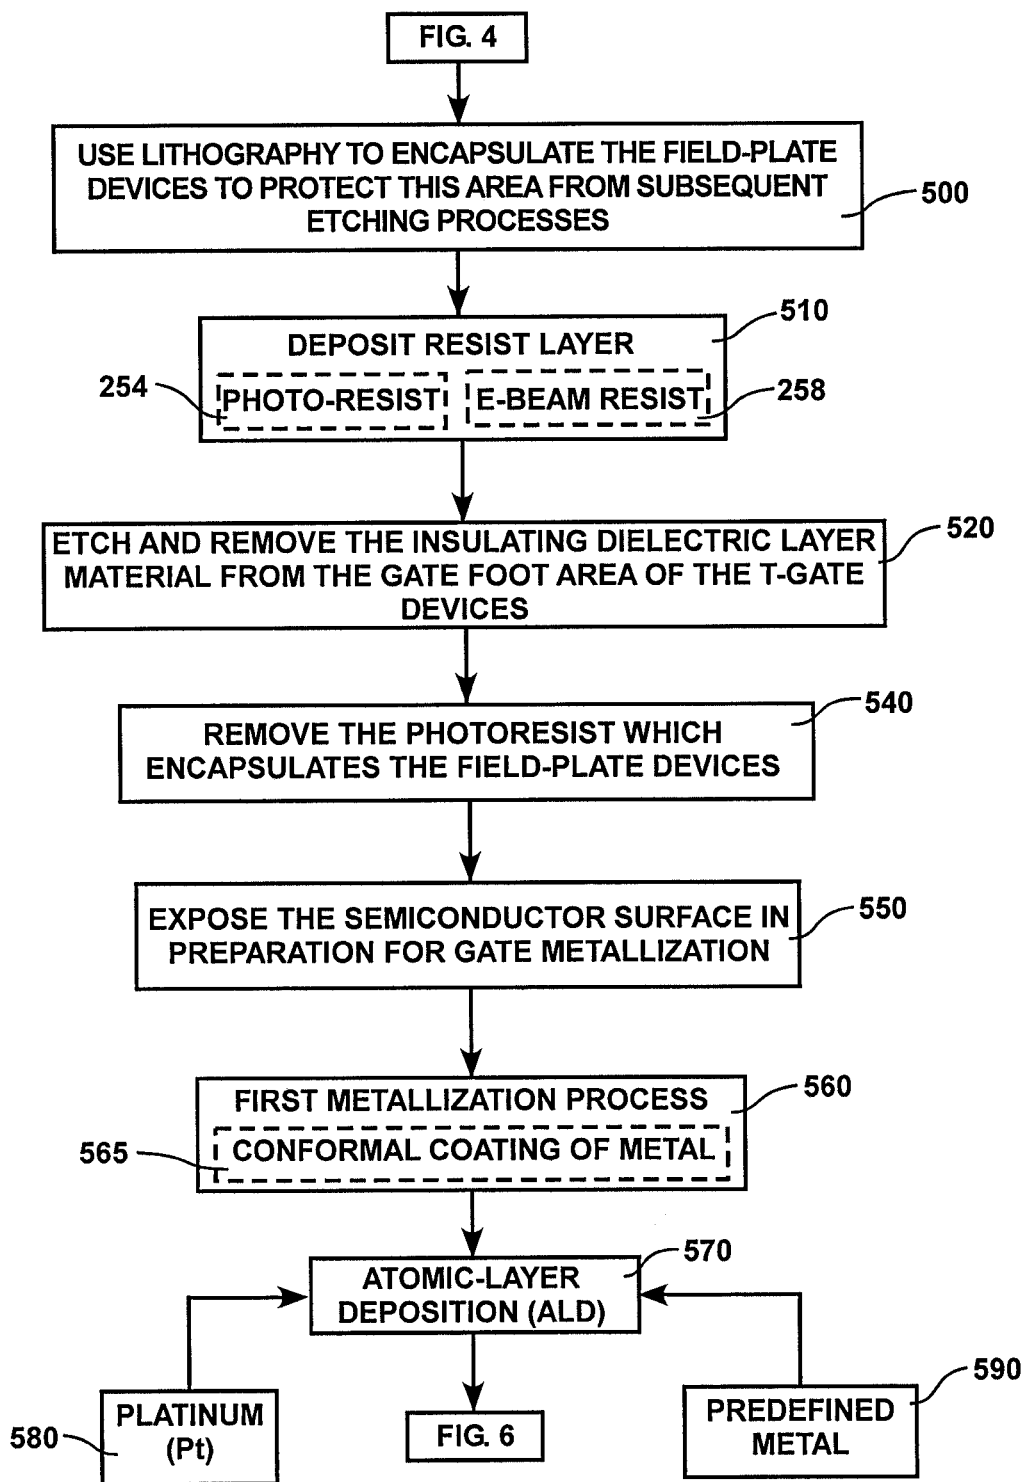 FIG. 4
USE LITHOGRAPHY TO ENCAPSULATE THE FIELD-PLATE
DEVICES TO PROTECT THIS AREA FROM SUBSEQUENT
ETCHING PROCESSES
500
510
DEPOSIT RESIST LAYER
254
PHOTO-RESIST
E-BEAM RESIST
258
520
ETCH AND REMOVE THE INSULATING DIELECTRIC LAYER
MATERIAL FROM THE GATE FOOT AREA OF THE T-GATE
DEVICES
540
REMOVE THE PHOTORESIST WHICH
ENCAPSULATES THE FIELD-PLATE DEVICES
550
EXPOSE THE SEMICONDUCTOR SURFACE IN
PREPARATION FOR GATE METALLIZATION
560
FIRST METALLIZATION PROCESS
565
CONFORMAL COATING OF METAL
570
ATOMIC-LAYER
DEPOSITION (ALD)
580
PLATINUM
(Pt)
FIG. 6
590
PREDEFINED
METAL